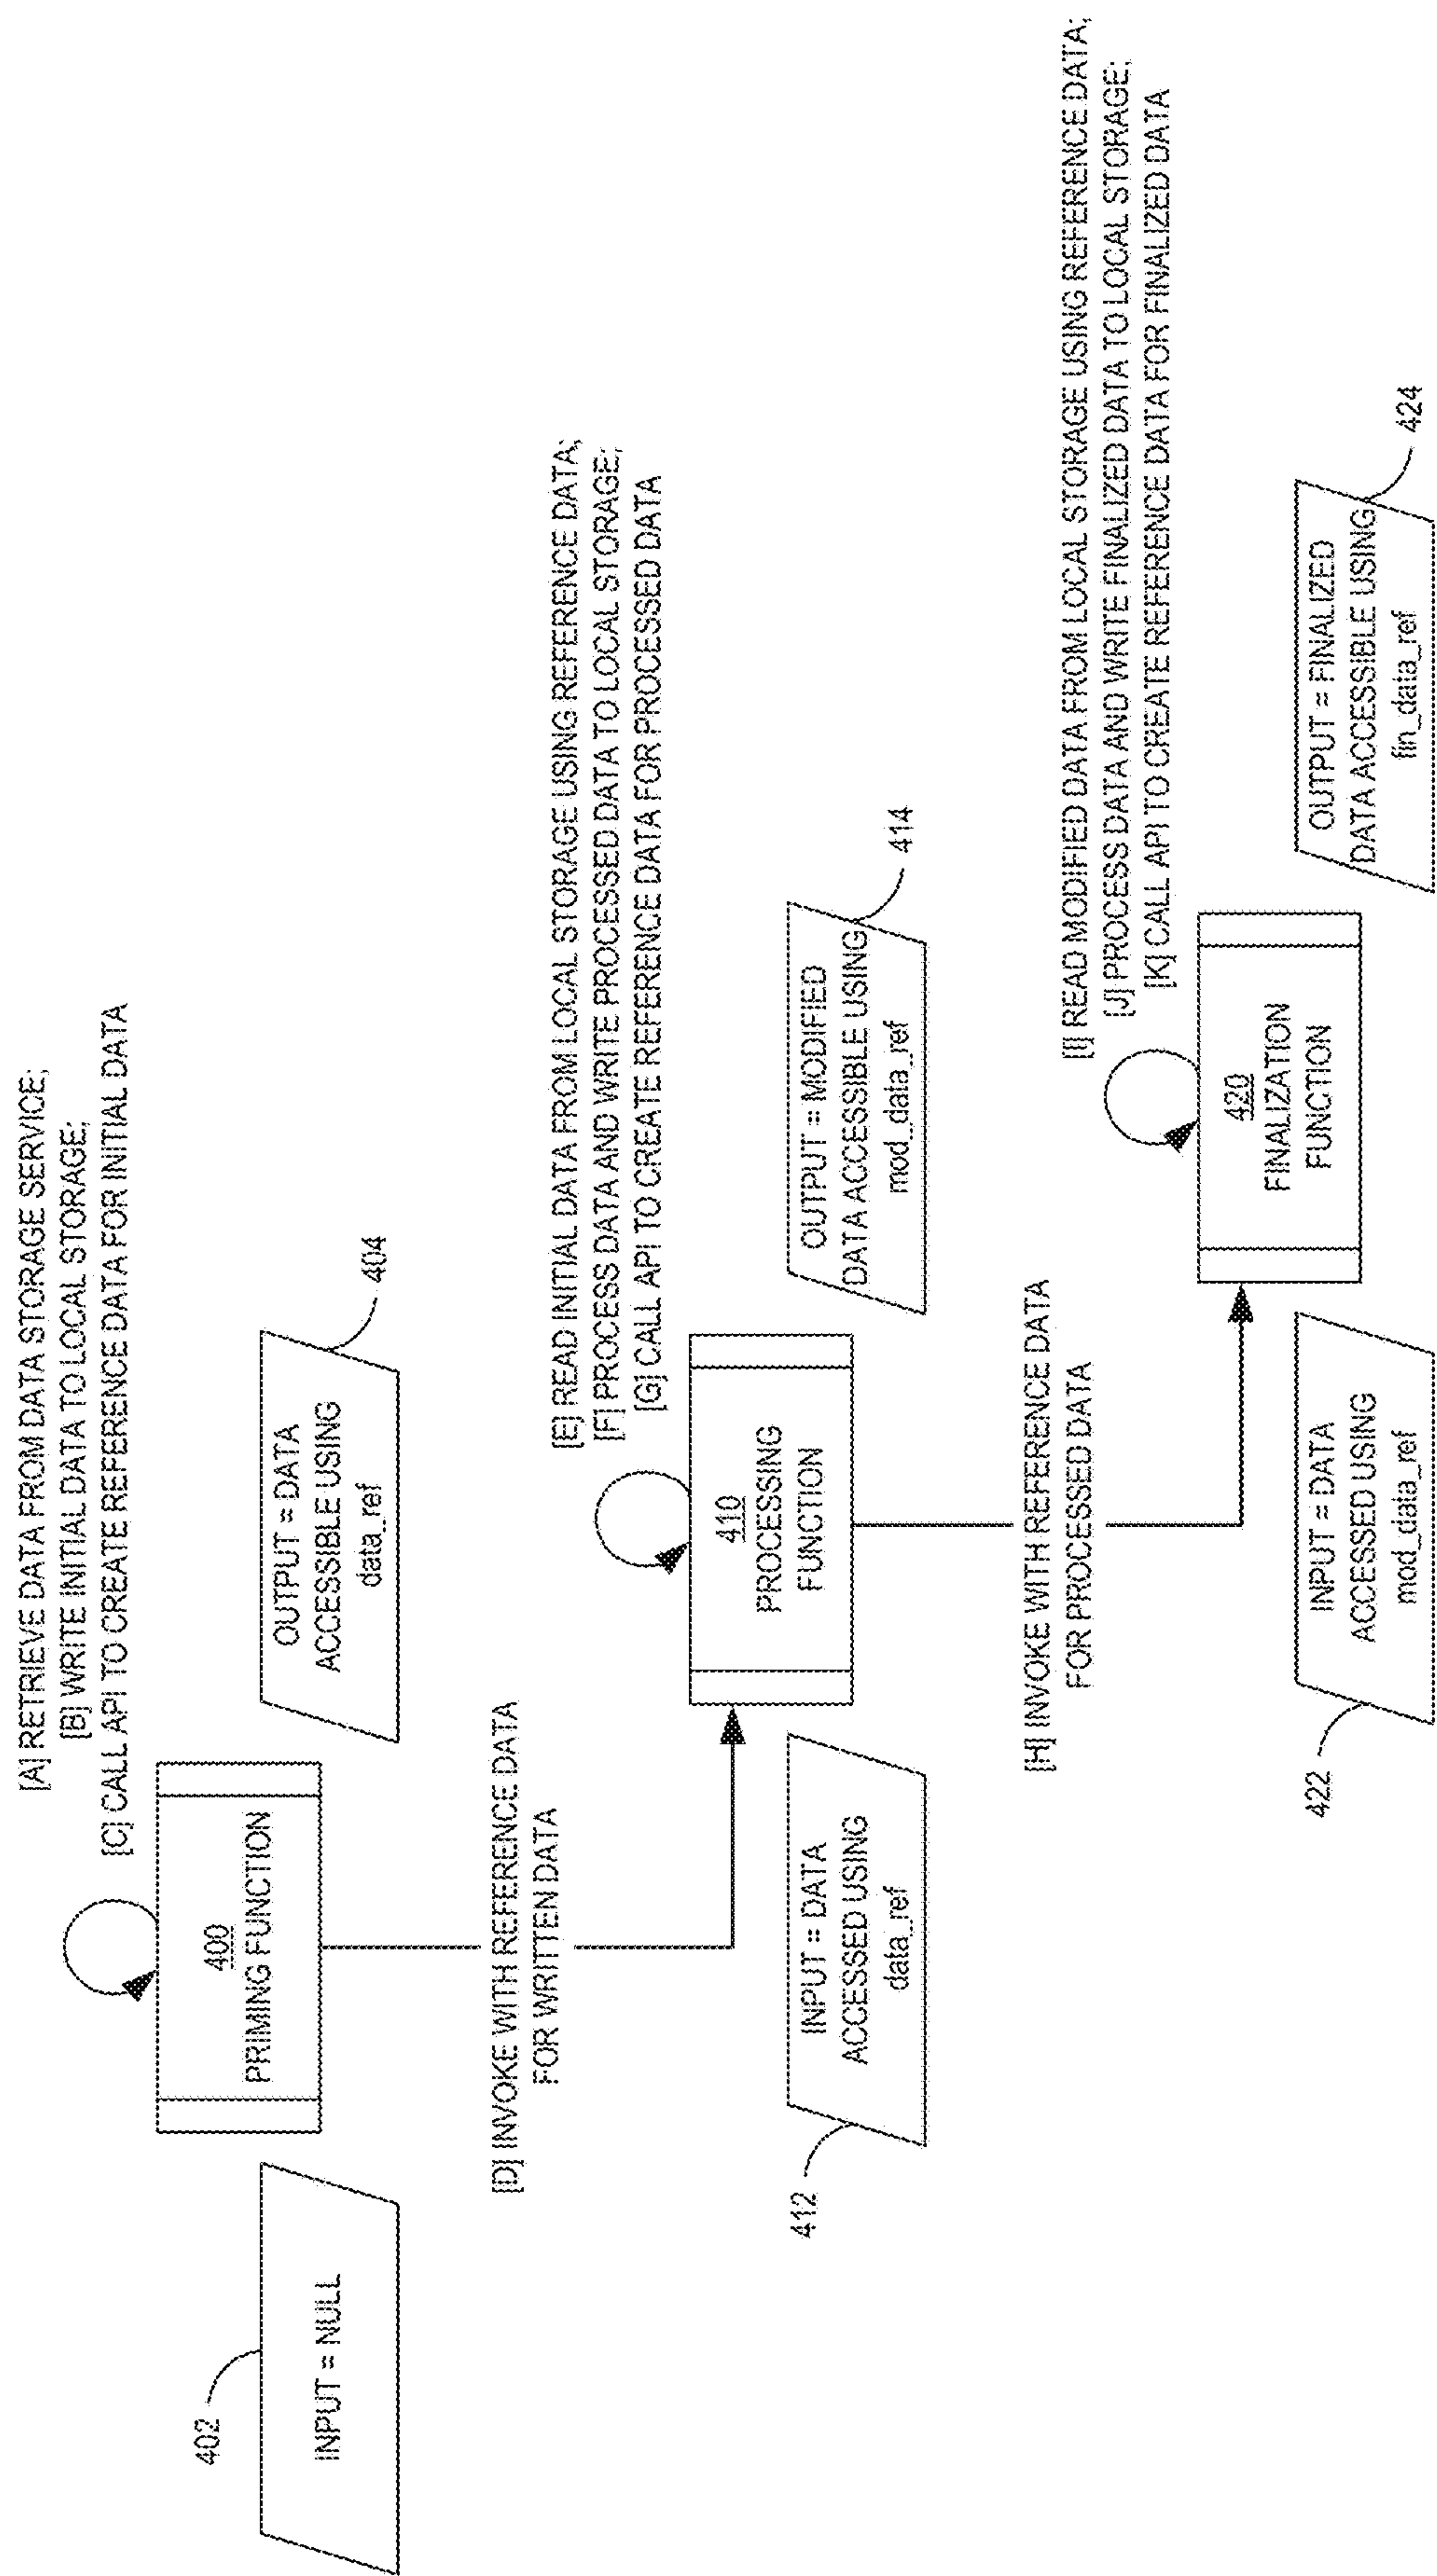 [A] RETRIEVE DATA FROM DATA STORAGE SERVICE;
[B] WRITE INITIAL DATA TO LOCAL STORAGE;
[C] CALL API TO CREATE REFERENCE DATA FOR INITIAL DATA
402
INPUT = NULL
400
PRIMING FUNCTION
OUTPUT = DATA
ACCESSIBLE USING
data_ref
404
[D] INVOKE WITH REFERENCE DATA
FOR WRITTEN DATA
[E] READ INITIAL DATA FROM LOCAL STORAGE USING REFERENCE DATA;
[F] PROCESS DATA AND WRITE PROCESSED DATA TO LOCAL STORAGE;
[G] CALL API TO CREATE REFERENCE DATA FOR PROCESSED DATA
412
INPUT = DATA
ACCESSED USING
data_ref
410
PROCESSING
FUNCTION
OUTPUT = MODIFIED
DATA ACCESSIBLE USING
mod_data_ref
414
[H] INVOKE WITH REFERENCE DATA
FOR PROCESSED DATA
[I] READ MODIFIED DATA FROM LOCAL STORAGE USING REFERENCE DATA;
[J] PROCESS DATA AND WRITE FINALIZED DATA TO LOCAL STORAGE;
[K] CALL API TO CREATE REFERENCE DATA FOR FINALIZED DATA
422
INPUT = DATA
ACCESSED USING
mod_data_ref
420
FINALIZATION
FUNCTION
OUTPUT = FINALIZED
DATA ACCESSIBLE USING
fin_data_ref
424